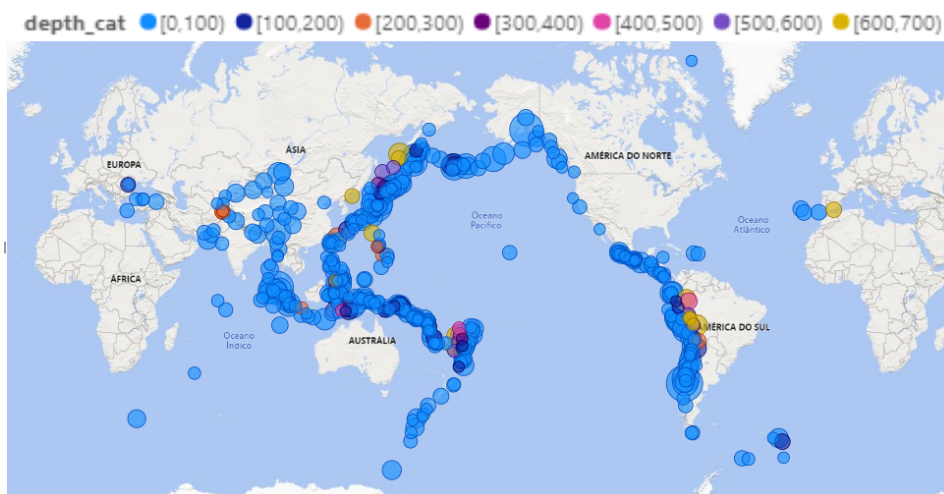 depth_cat [0,100) [100,200) [200,300) [300,400) [400,500) [500,600) [600,700)
EUROPA
ÁSIA
AMÉRICA DO NORTE
Oceano
Pacífico
Oceano
Atlântico
ÁFRICA
Oceano
Índico
AUSTRÁLIA
AMÉRICA DO SUL